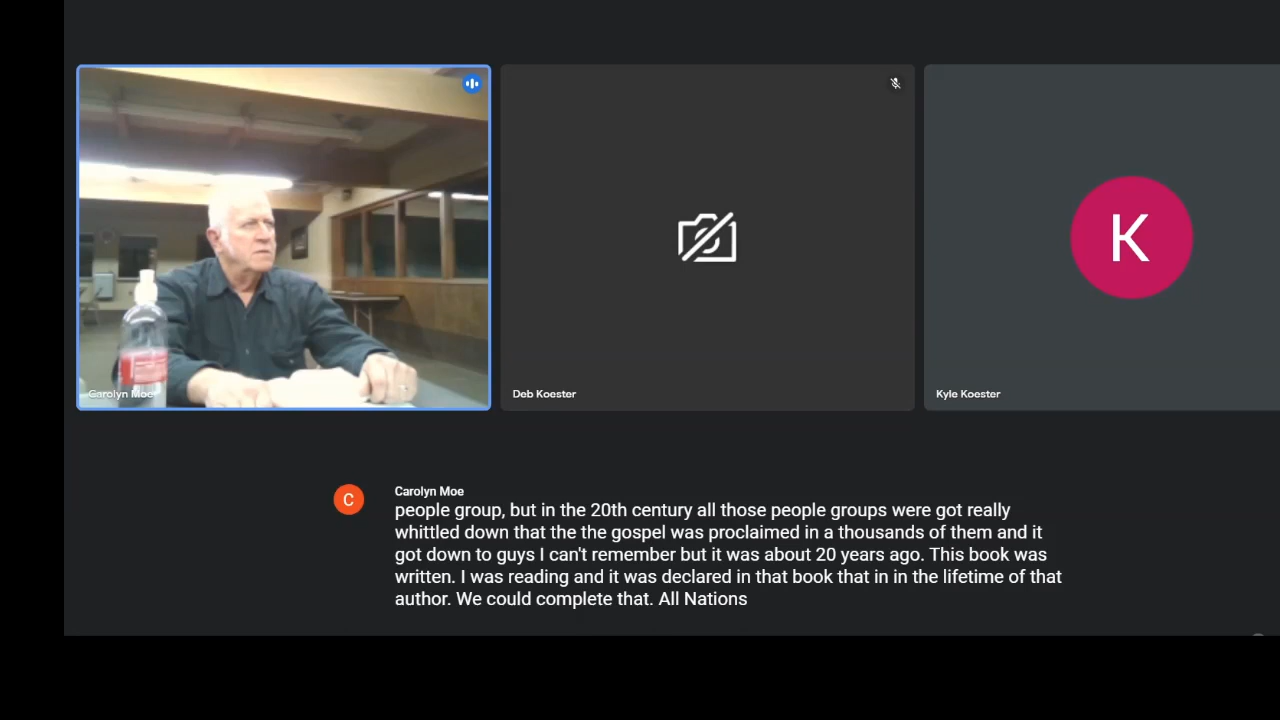 Carolyn Moe
Deb Koester
K
Kyle Koester
C
Carolyn Moe
people group, but in the 20th century all those people groups were got really
whittled down that the the gospel was proclaimed in a thousands of them and it
got down to guys I can't remember but it was about 20 years ago. This book was
written. I was reading and it was declared in that book that in in the lifetime of that
author. We could complete that. All Nations